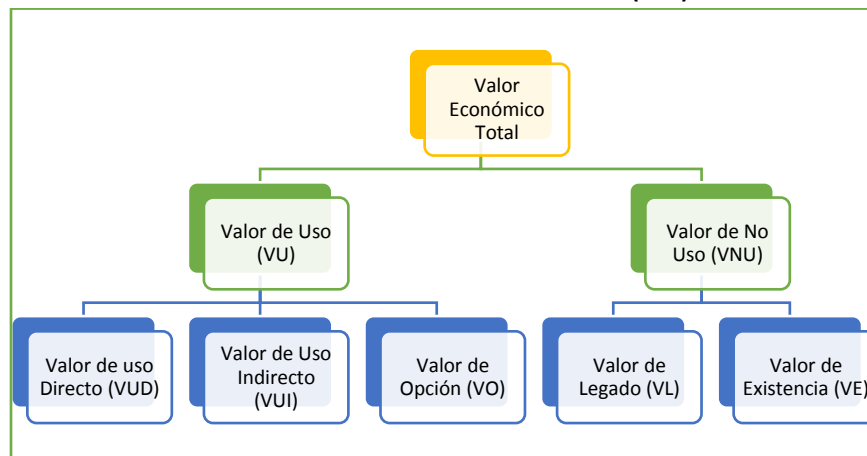 Valor
Económico
Total
Valor de Uso
(VU)
Valor de No
Uso (VNU)
Valor de uso
Directo (VUD)
Valor de Uso
Indirecto
(VUI)
Valor de
Opción (VO)
Valor de
Legado (VL)
Valor de
Existencia (VE)